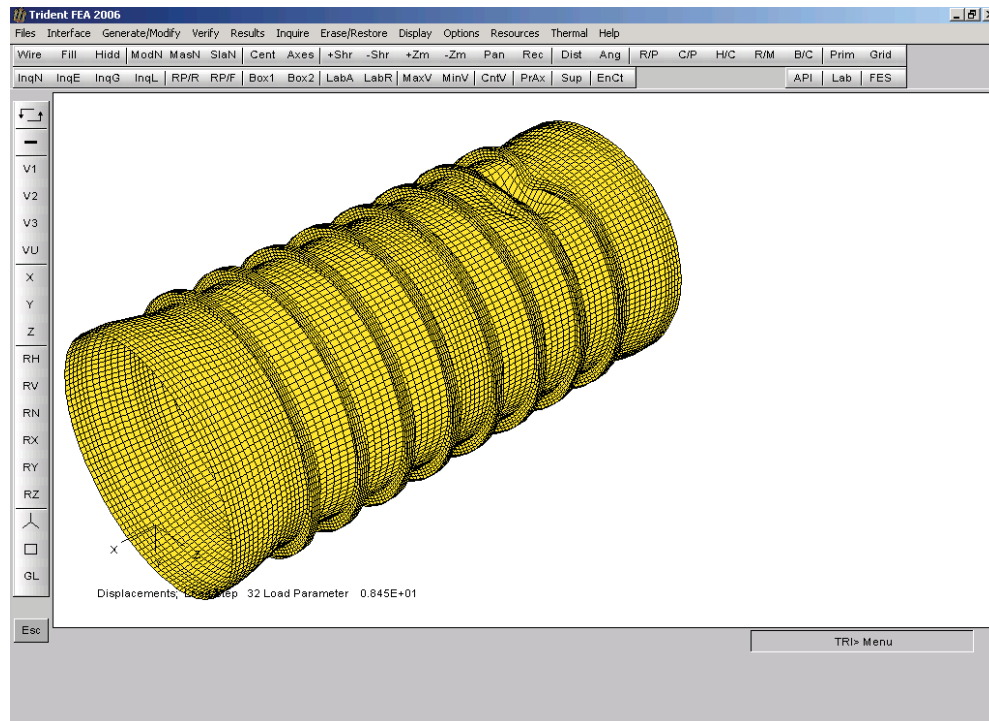 Trident FEA 2006
Files Interface Generate/Modify Verify Results Inquire Erase/Restore Display Options Resources Thermal Help
Wire Fill Hidd ModN MasN SlaN Cent Axes +Shr -Shr +Zm -Zm Pan Rec Dist Ang R/P C/P H/C R/M B/C Prim Grid
InqN InqE InqG InqL RP/R RP/F Box1 Box2 LabA LabR MaxV MinV CntV PrAx Sup EnCt API Lab FES
V1
V2
V3
VU
X
Y
Z
RH
RV
RN
RX
RY
RZ
GL
Esc
X Z
Displacements; Load Step 32 Load Parameter 0.845E+01
TRI> Menu